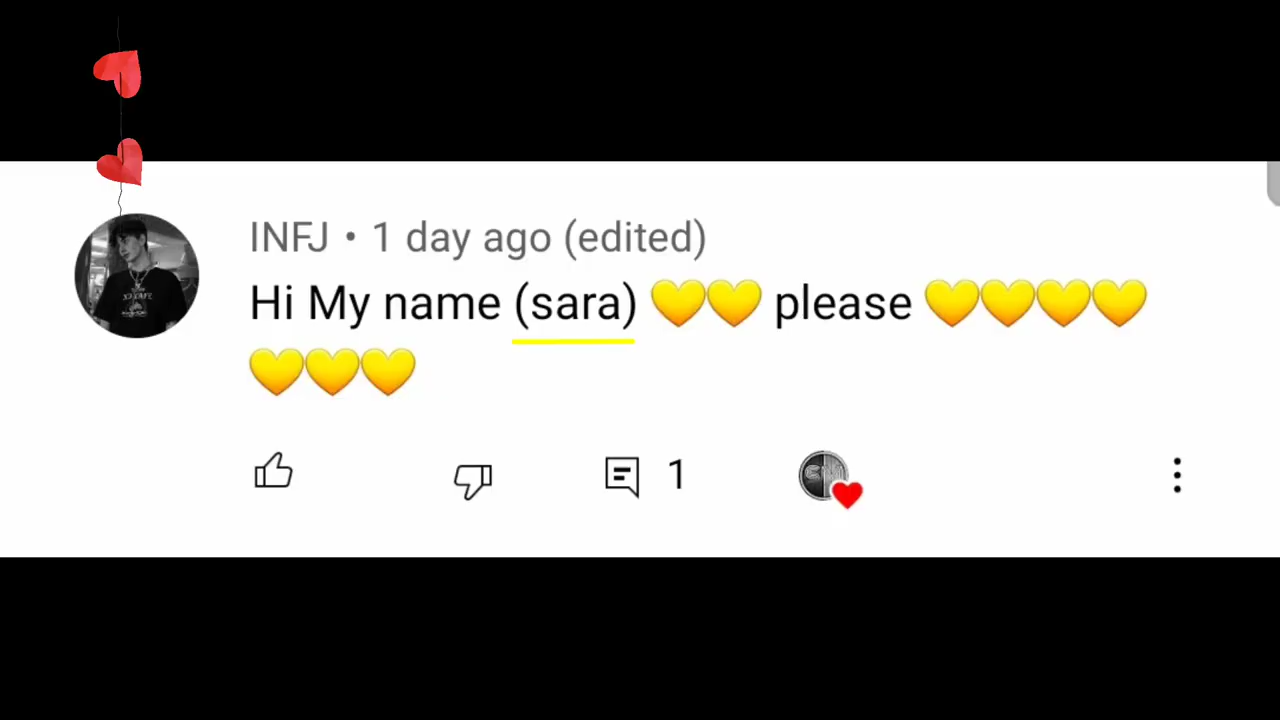 INFJ • 1 day ago (edited)
Hi My name (sara) 💛💛 please 💛💛💛💛
💛💛💛
1